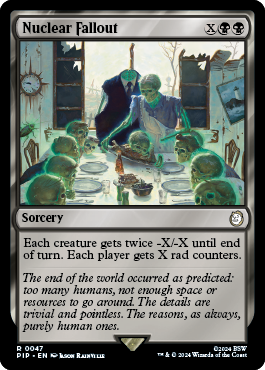 Nuclear Fallout X
Sorcery
Each creature gets twice -X/-X until end
of turn. Each player gets X rad counters.
The end of the world occurred as predicted:
too many humans, not enough space or
resources to go around. The details are
trivial and pointless. The reasons, as always,
purely human ones.
R 0047 ©2024 BSW
PIP • EN Jason Rainville ™ & © 2024 Wizards of the Coast